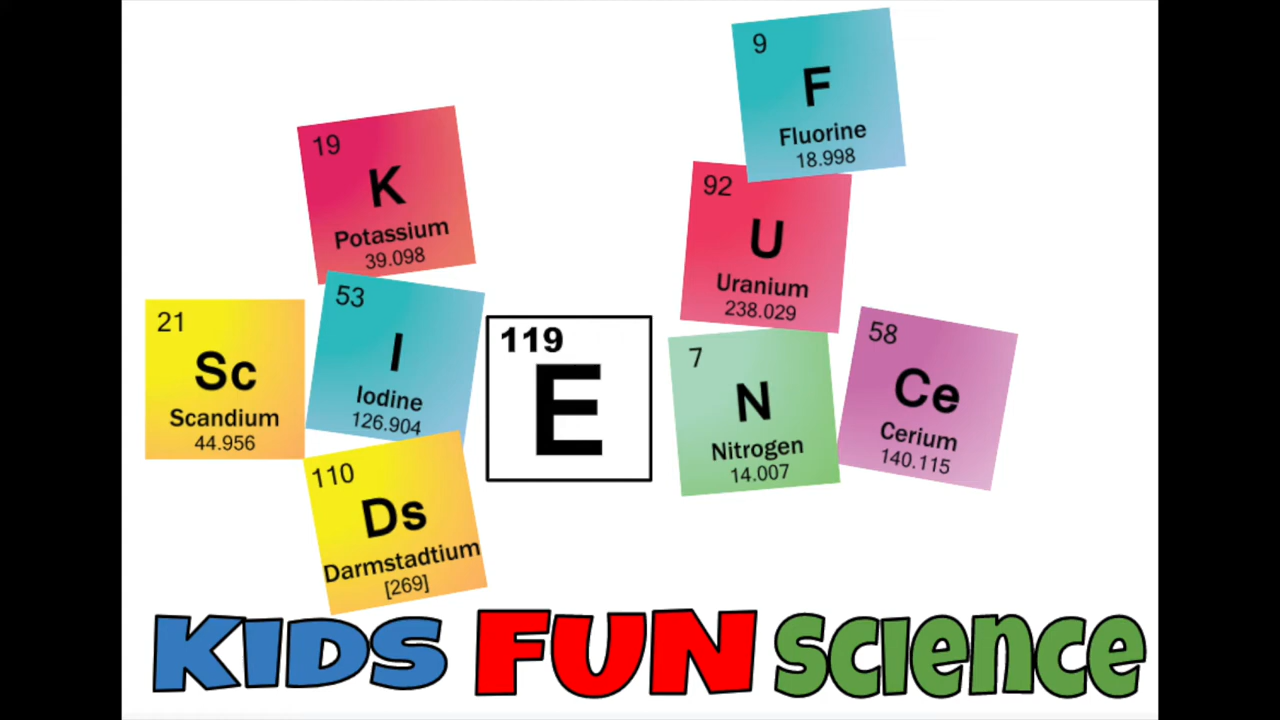 9
F
Fluorine
18.998
19
K
Potassium
39.098
92
U
Uranium
238.029
21
Sc
Scandium
44.956
53
I
Iodine
126.904
119
E
7
N
Nitrogen
14.007
58
Ce
Cerium
140.115
110
Ds
Darmstadtium
[269]
KIDS FUN SCIENCE